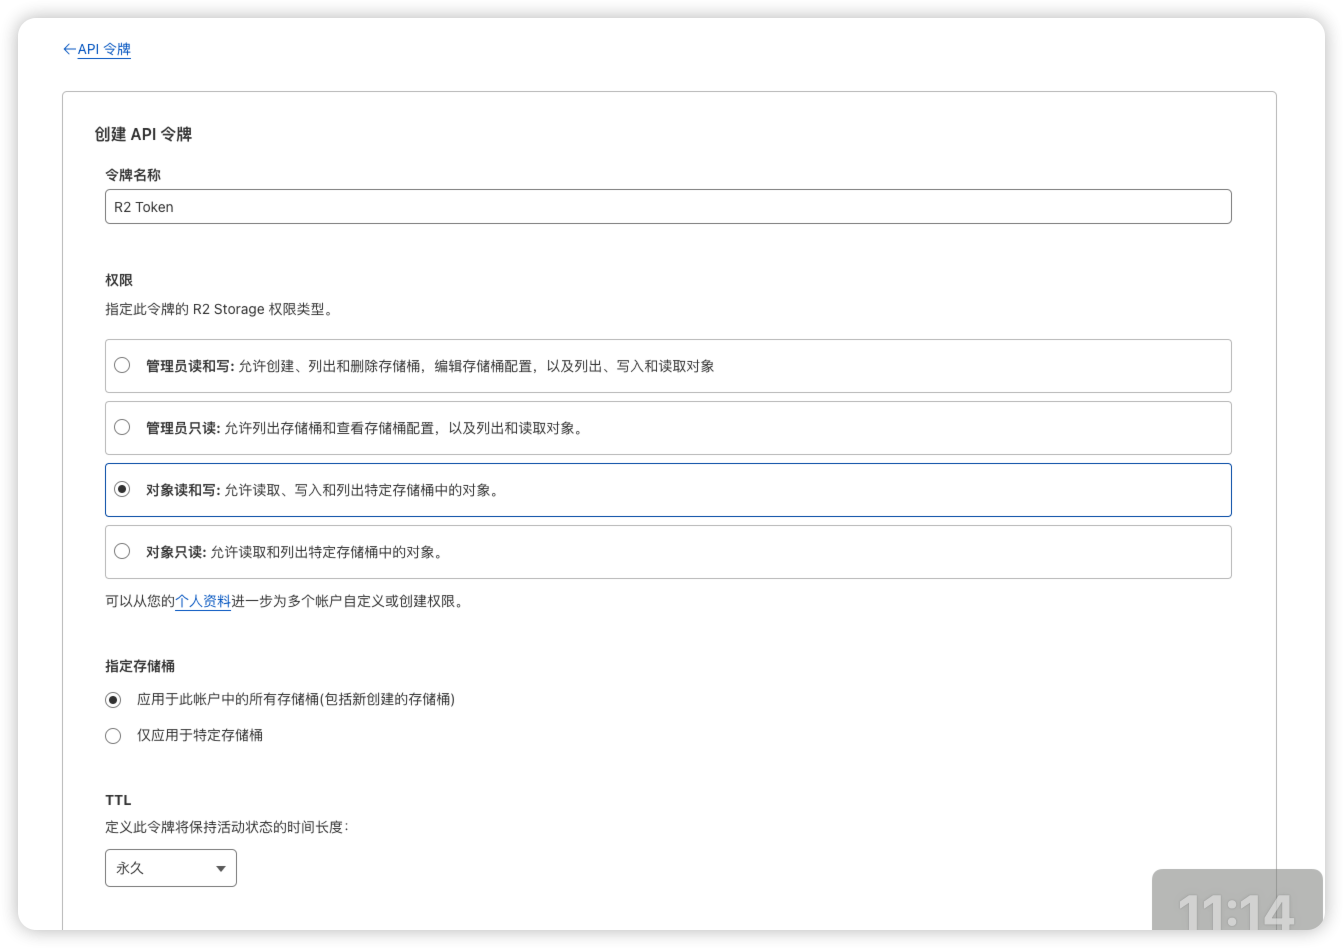 ←API 令牌
创建 API 令牌
令牌名称
R2 Token
权限
指定此令牌的 R2 Storage 权限类型。
管理员读和写: 允许创建、列出和删除存储桶，编辑存储桶配置，以及列出、写入和读取对象
管理员只读: 允许列出存储桶和查看存储桶配置，以及列出和读取对象。
对象读和写: 允许读取、写入和列出特定存储桶中的对象。
对象只读: 允许读取和列出特定存储桶中的对象。
可以从您的个人资料进一步为多个帐户自定义或创建权限。
指定存储桶
应用于此帐户中的所有存储桶(包括新创建的存储桶)
仅应用于特定存储桶
TTL
定义此令牌将保持活动状态的时间长度：
永久
11:14